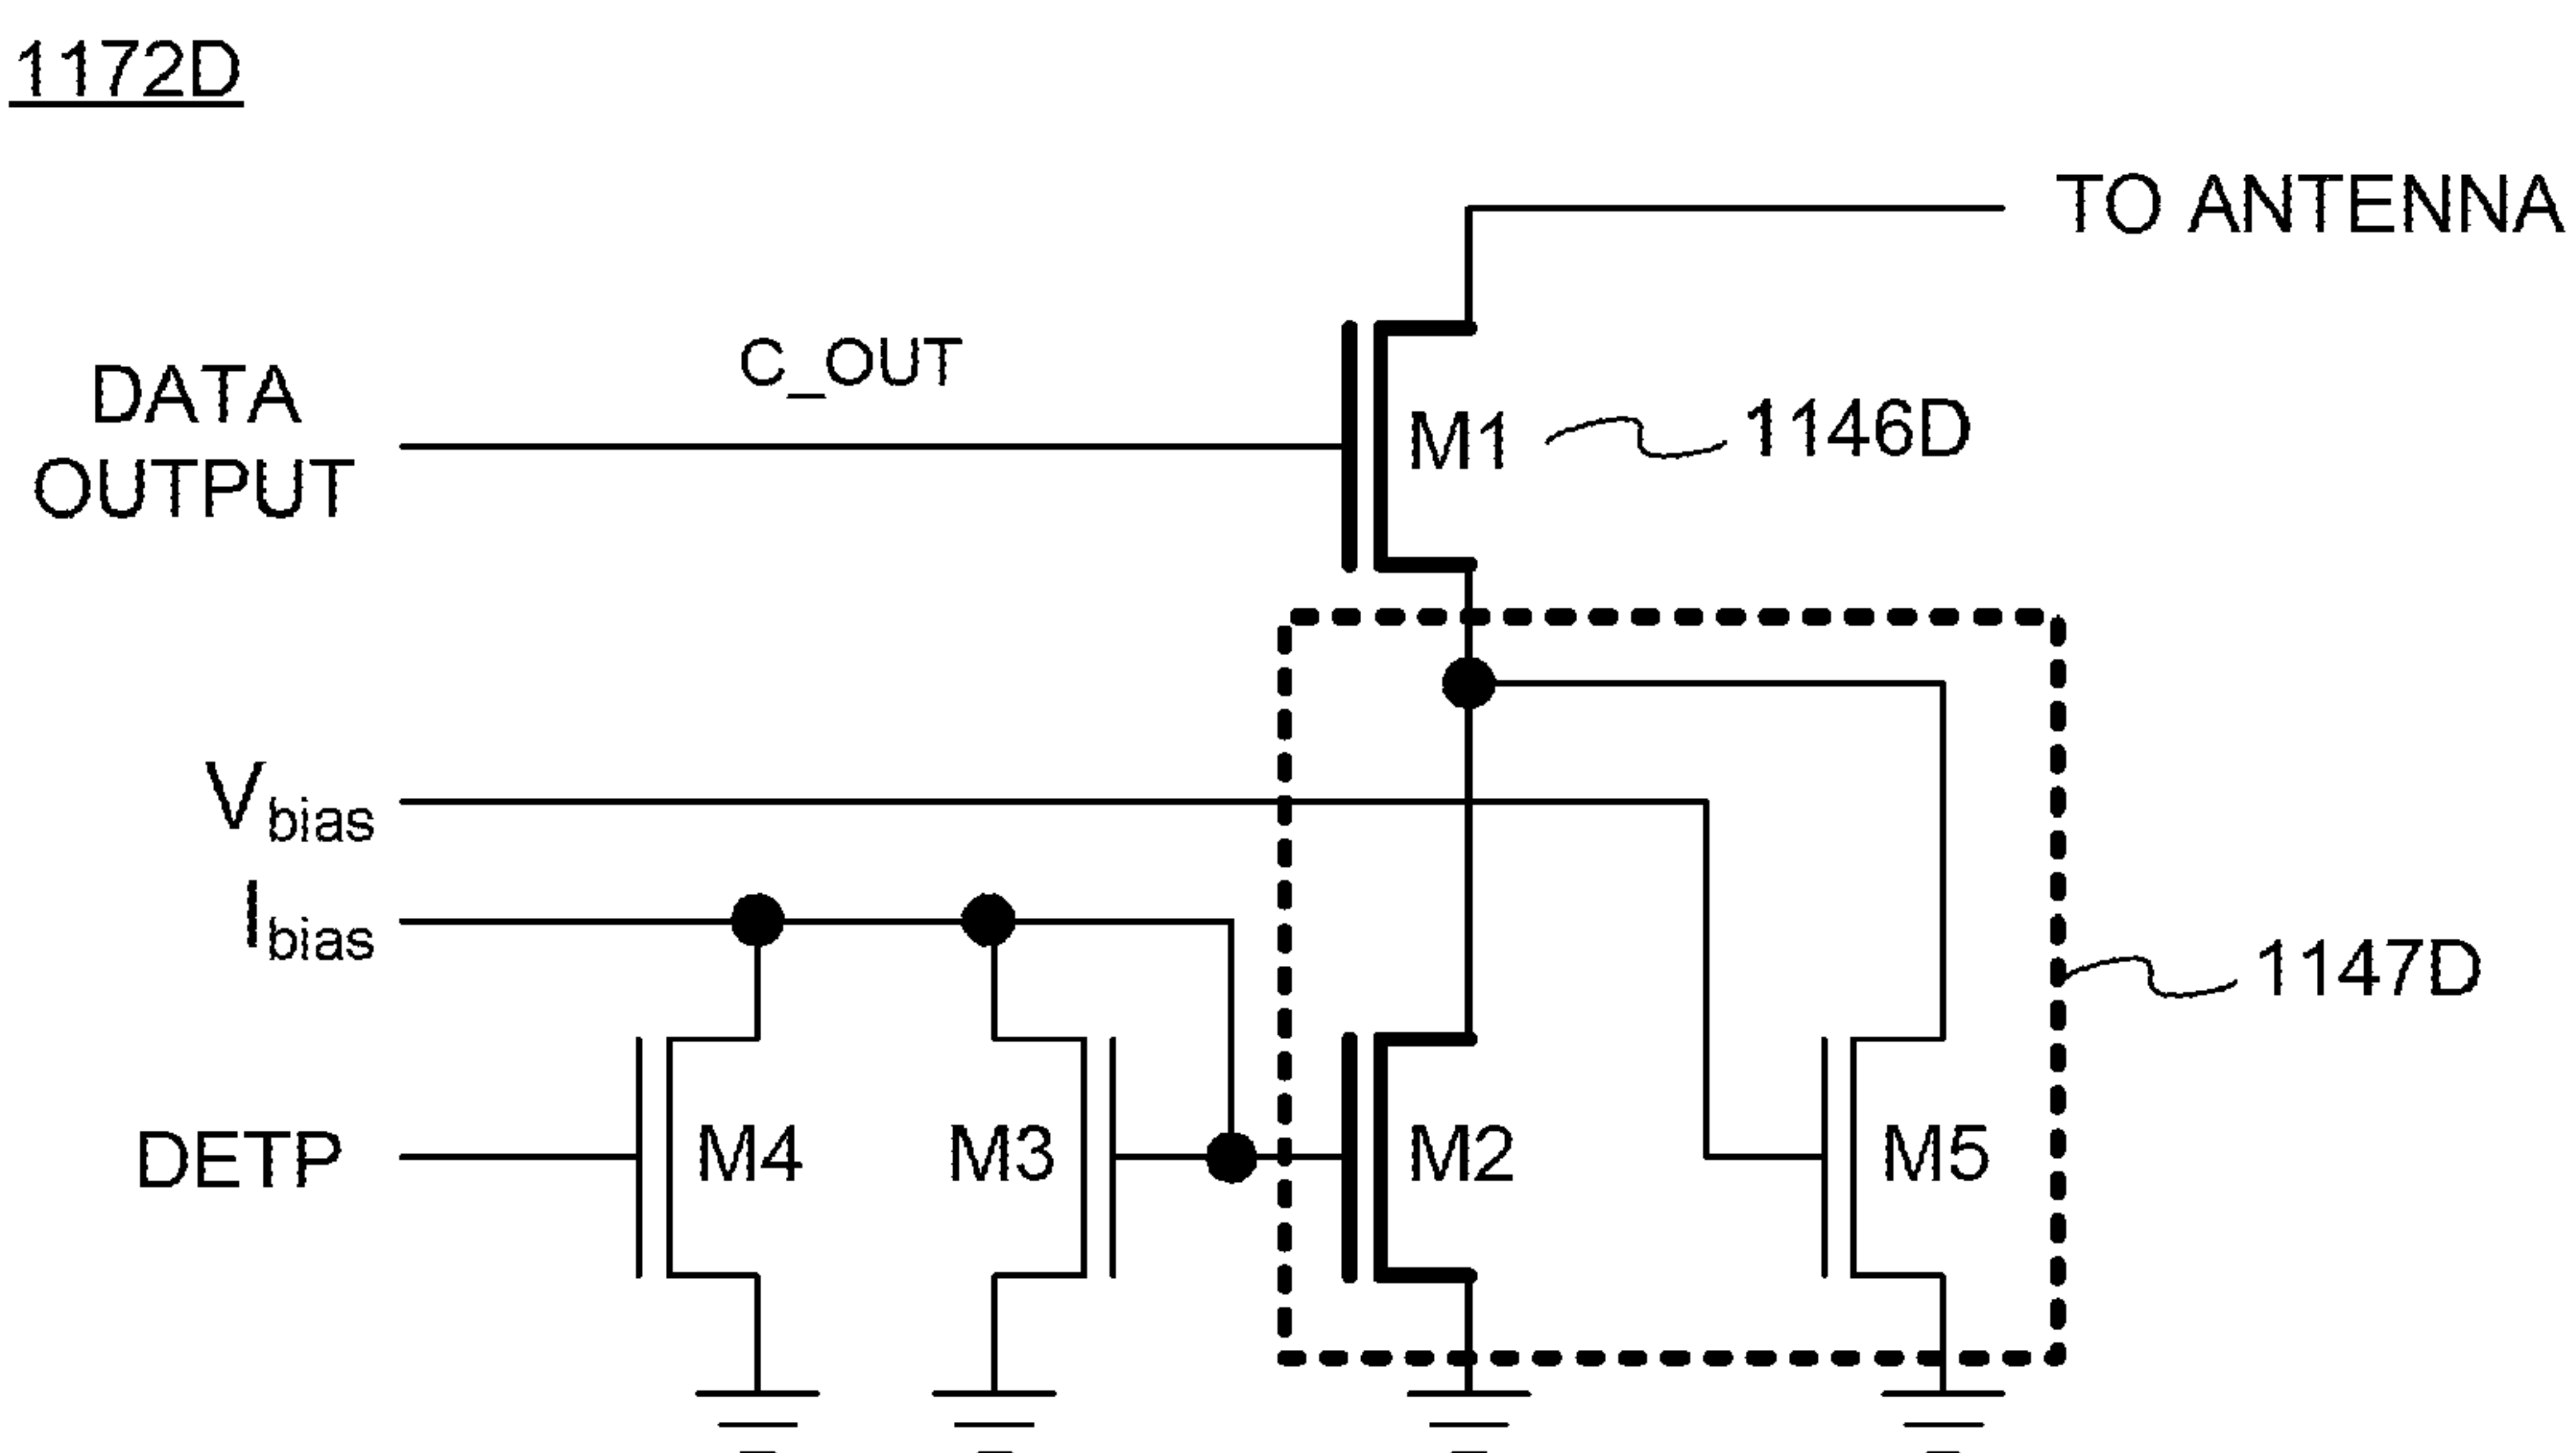 1172D
TO ANTENNA
C_OUT
DATA
OUTPUT
M1
1146D
Vbias
Ibias
1147D
DETP
M4
M3
M2
M5